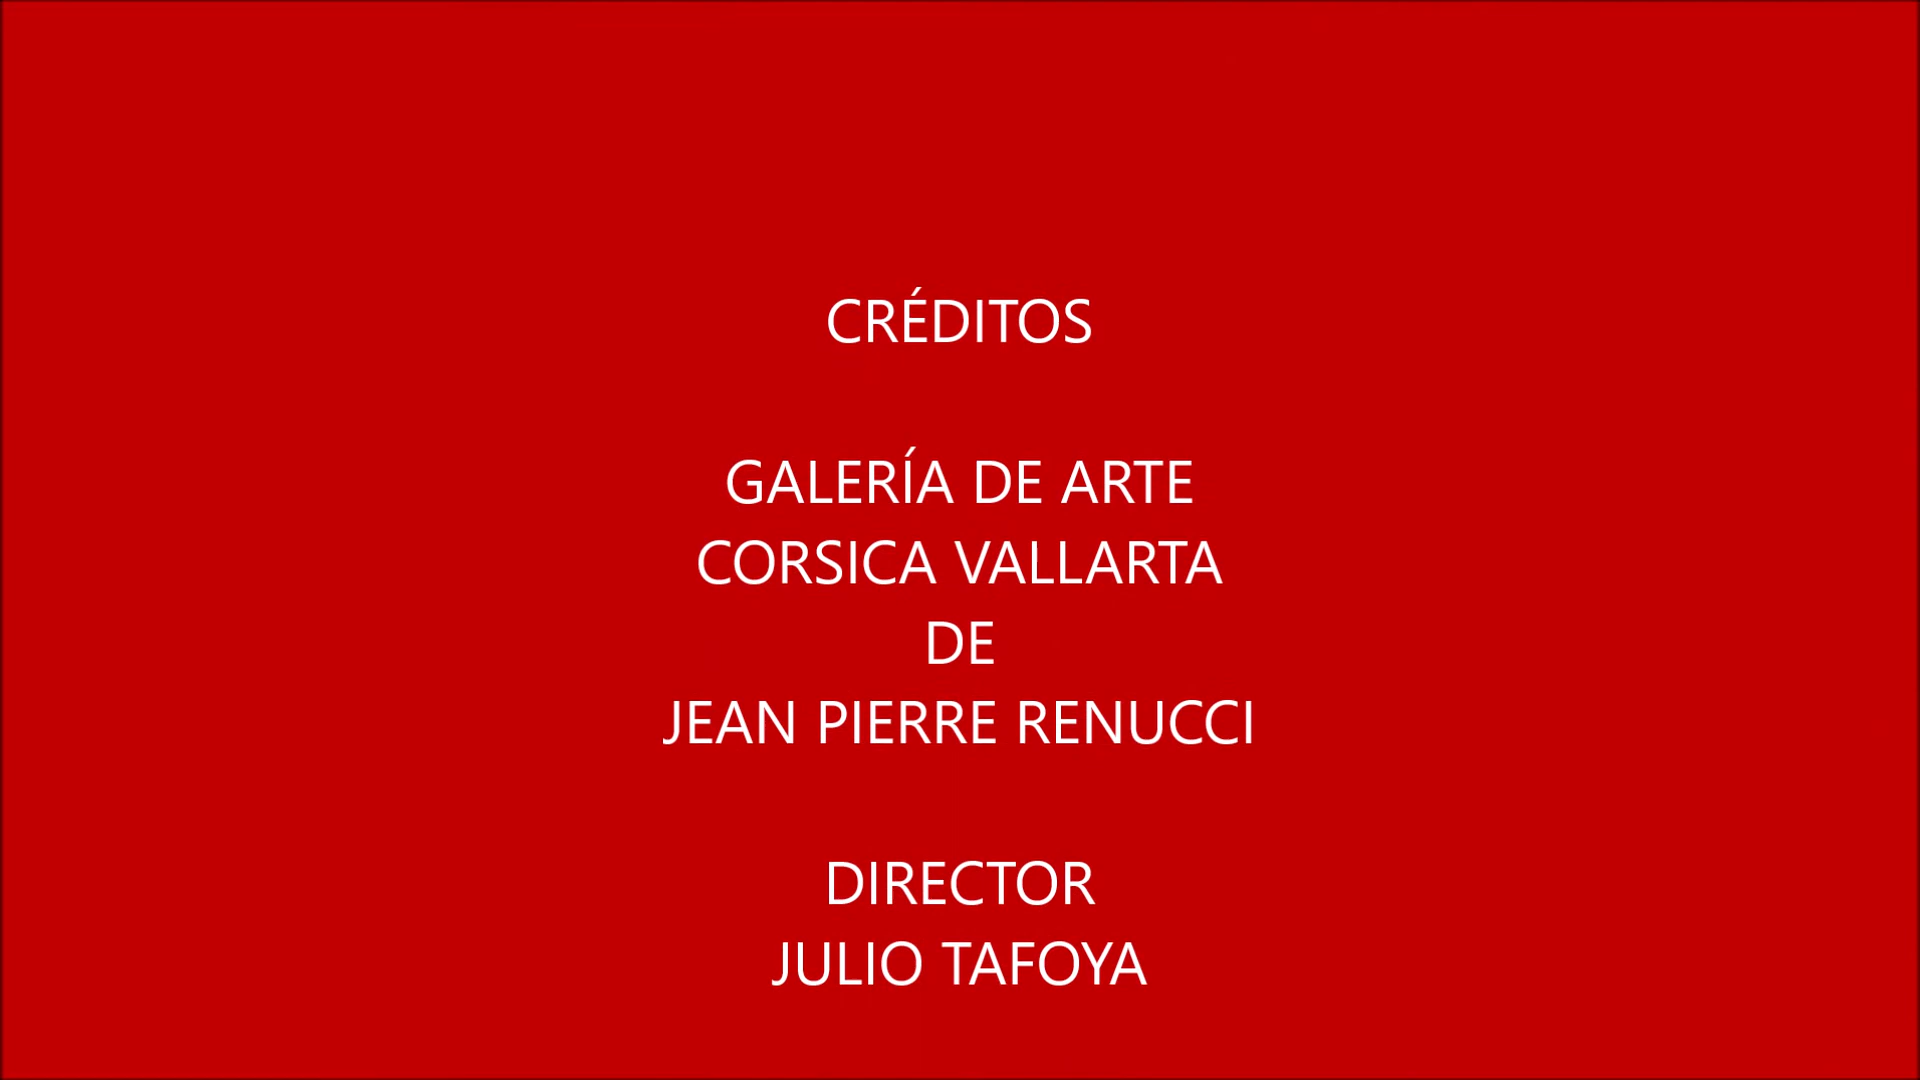 CRÉDITOS
GALERÍA DE ARTE
CORSICA VALLARTA
DE
JEAN PIERRE RENUCCI
DIRECTOR
JULIO TAFOYA